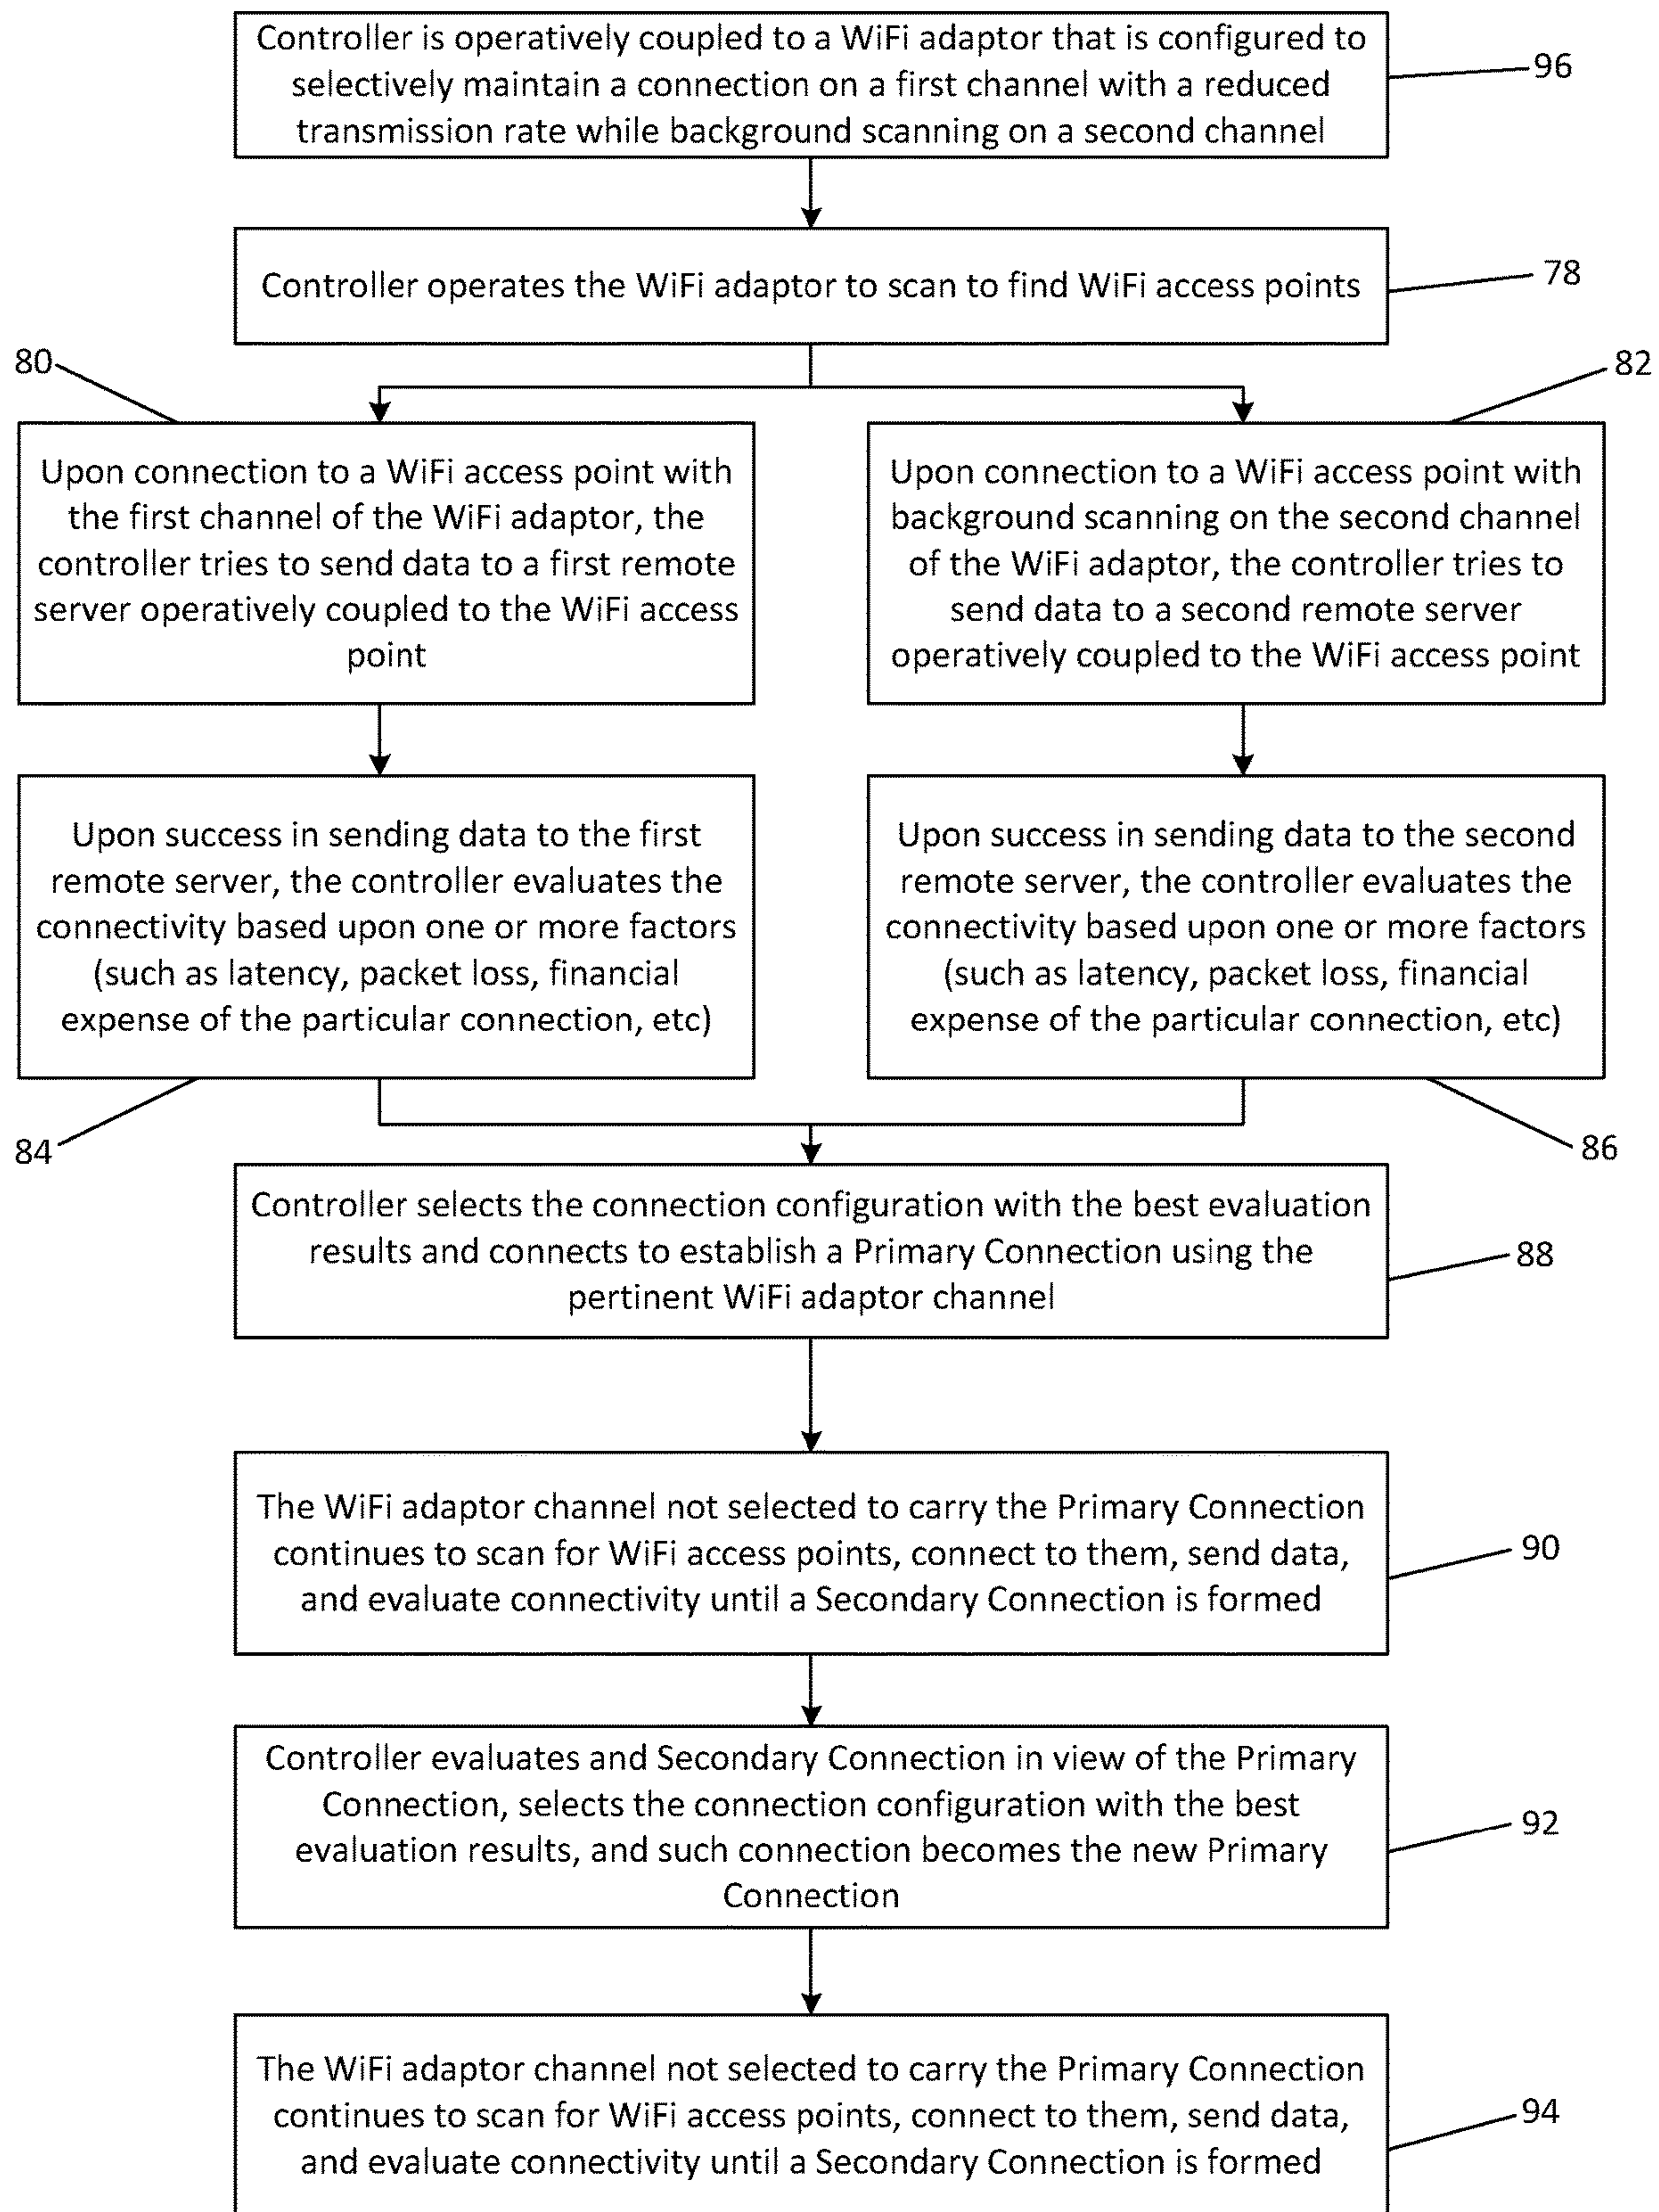 Controller is operatively coupled to a WiFi adaptor that is configured to
selectively maintain a connection on a first channel with a reduced
transmission rate while background scanning on a second channel
96
Controller operates the WiFi adaptor to scan to find WiFi access points
78
80
82
Upon connection to a WiFi access point with
the first channel of the WiFi adaptor, the
controller tries to send data to a first remote
server operatively coupled to the WiFi access
point
Upon connection to a WiFi access point with
background scanning on the second channel
of the WiFi adaptor, the controller tries to
send data to a second remote server
operatively coupled to the WiFi access point
Upon success in sending data to the first
remote server, the controller evaluates the
connectivity based upon one or more factors
(such as latency, packet loss, financial
expense of the particular connection, etc)
Upon success in sending data to the second
remote server, the controller evaluates the
connectivity based upon one or more factors
(such as latency, packet loss, financial
expense of the particular connection, etc)
84
86
Controller selects the connection configuration with the best evaluation
results and connects to establish a Primary Connection using the
pertinent WiFi adaptor channel
88
The WiFi adaptor channel not selected to carry the Primary Connection
continues to scan for WiFi access points, connect to them, send data,
and evaluate connectivity until a Secondary Connection is formed
90
Controller evaluates and Secondary Connection in view of the Primary
Connection, selects the connection configuration with the best
evaluation results, and such connection becomes the new Primary
Connection
92
The WiFi adaptor channel not selected to carry the Primary Connection
continues to scan for WiFi access points, connect to them, send data,
and evaluate connectivity until a Secondary Connection is formed
94